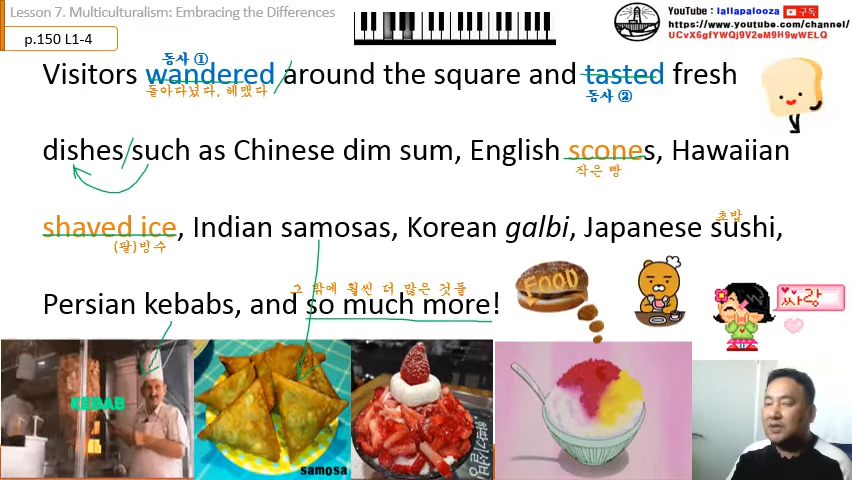 Lesson 7. Multiculturalism: Embracing the Differences
p.150 L1-4
YouTube : lallapalooza 구독
https://www.youtube.com/channel/
UCvX6gfYWQj9V2eM9H9wWELQ
동사 ①
Visitors wandered around the square and tasted fresh
돌아다녔다, 헤맸다
동사 ②
dishes such as Chinese dim sum, English scones, Hawaiian
작은 빵
초밥
shaved ice, Indian samosas, Korean galbi, Japanese sushi,
(팥)빙수
그 밖에 훨씬 더 많은 것들
Persian kebabs, and so much more!
FOOD
싸랑
KEBAB
samosa